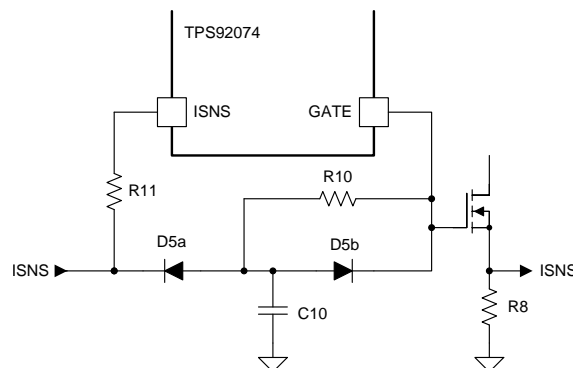 TPS92074
ISNS
GATE
R11
R10
D5a
D5b
ISNS
ISNS
C10
R8